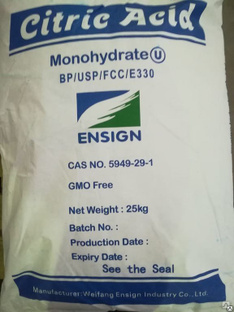 Citric Acid
Monohydrate Ⓤ
BP/USP/FCC/E330
ENSIGN
CAS NO. 5949-29-1
GMO Free
Net Weight : 25kg
Batch No. :
Production Date :
Expiry Date :
See the Seal
Manufacturer:Weifang Ensign Industry Co.,Ltd.